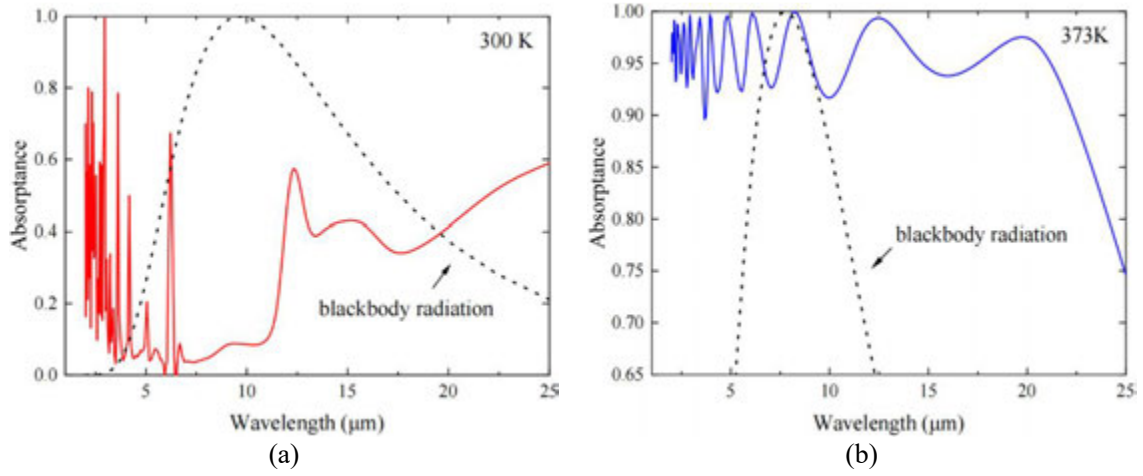 1.0
0.8
0.6
0.4
0.2
0.0
Absorptance
300 K
blackbody radiation
5
10
15
20
25
Wavelength (μm)
(a)
1.00
0.95
0.90
0.85
0.80
0.75
0.70
0.65
Absorptance
373K
blackbody radiation
5
10
15
20
25
Wavelength (μm)
(b)